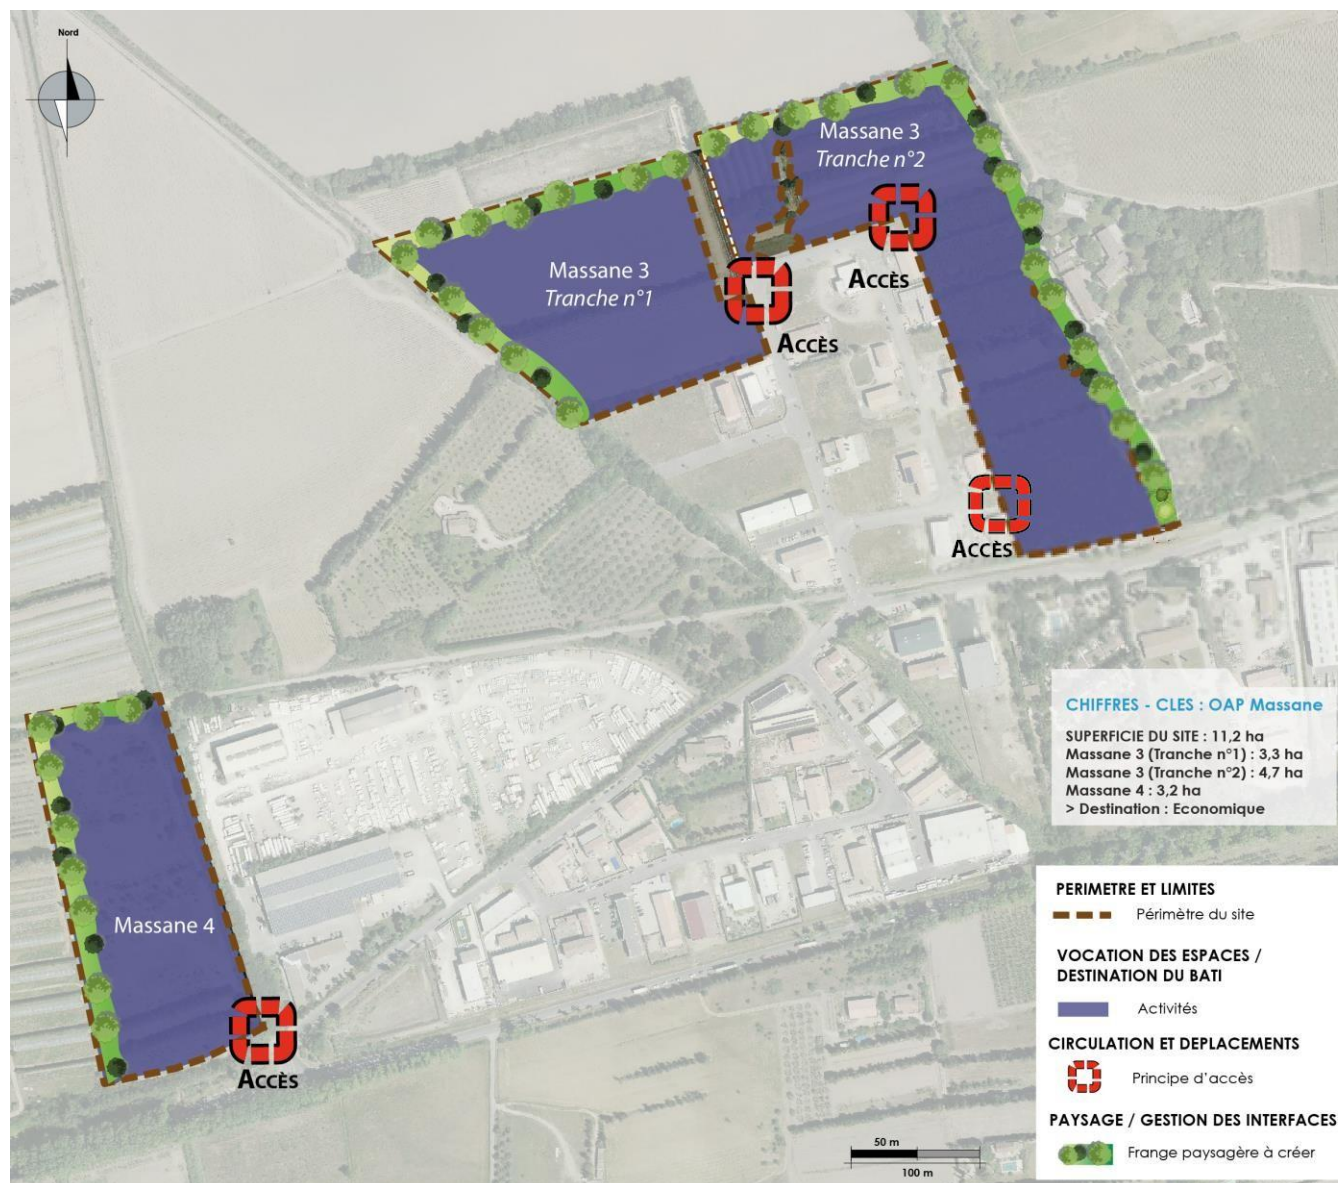 Nord
Massane 3
Tranche n°2
Massane 3
Tranche n°1
Accès
Accès
Accès
CHIFFRES - CLES : OAP Massane
SUPERFICIE DU SITE : 11,2 ha
Massane 3 (Tranche n°1) : 3,3 ha
Massane 3 (Tranche n°2) : 4,7 ha
Massane 4 : 3,2 ha
> Destination : Economique
Massane 4
Accès
PERIMETRE ET LIMITES
Périmètre du site
VOCATION DES ESPACES /
DESTINATION DU BATI
Activités
CIRCULATION ET DEPLACEMENTS
Principe d'accès
PAYSAGE / GESTION DES INTERFACES
Frange paysagère à créer
50 m
100 m